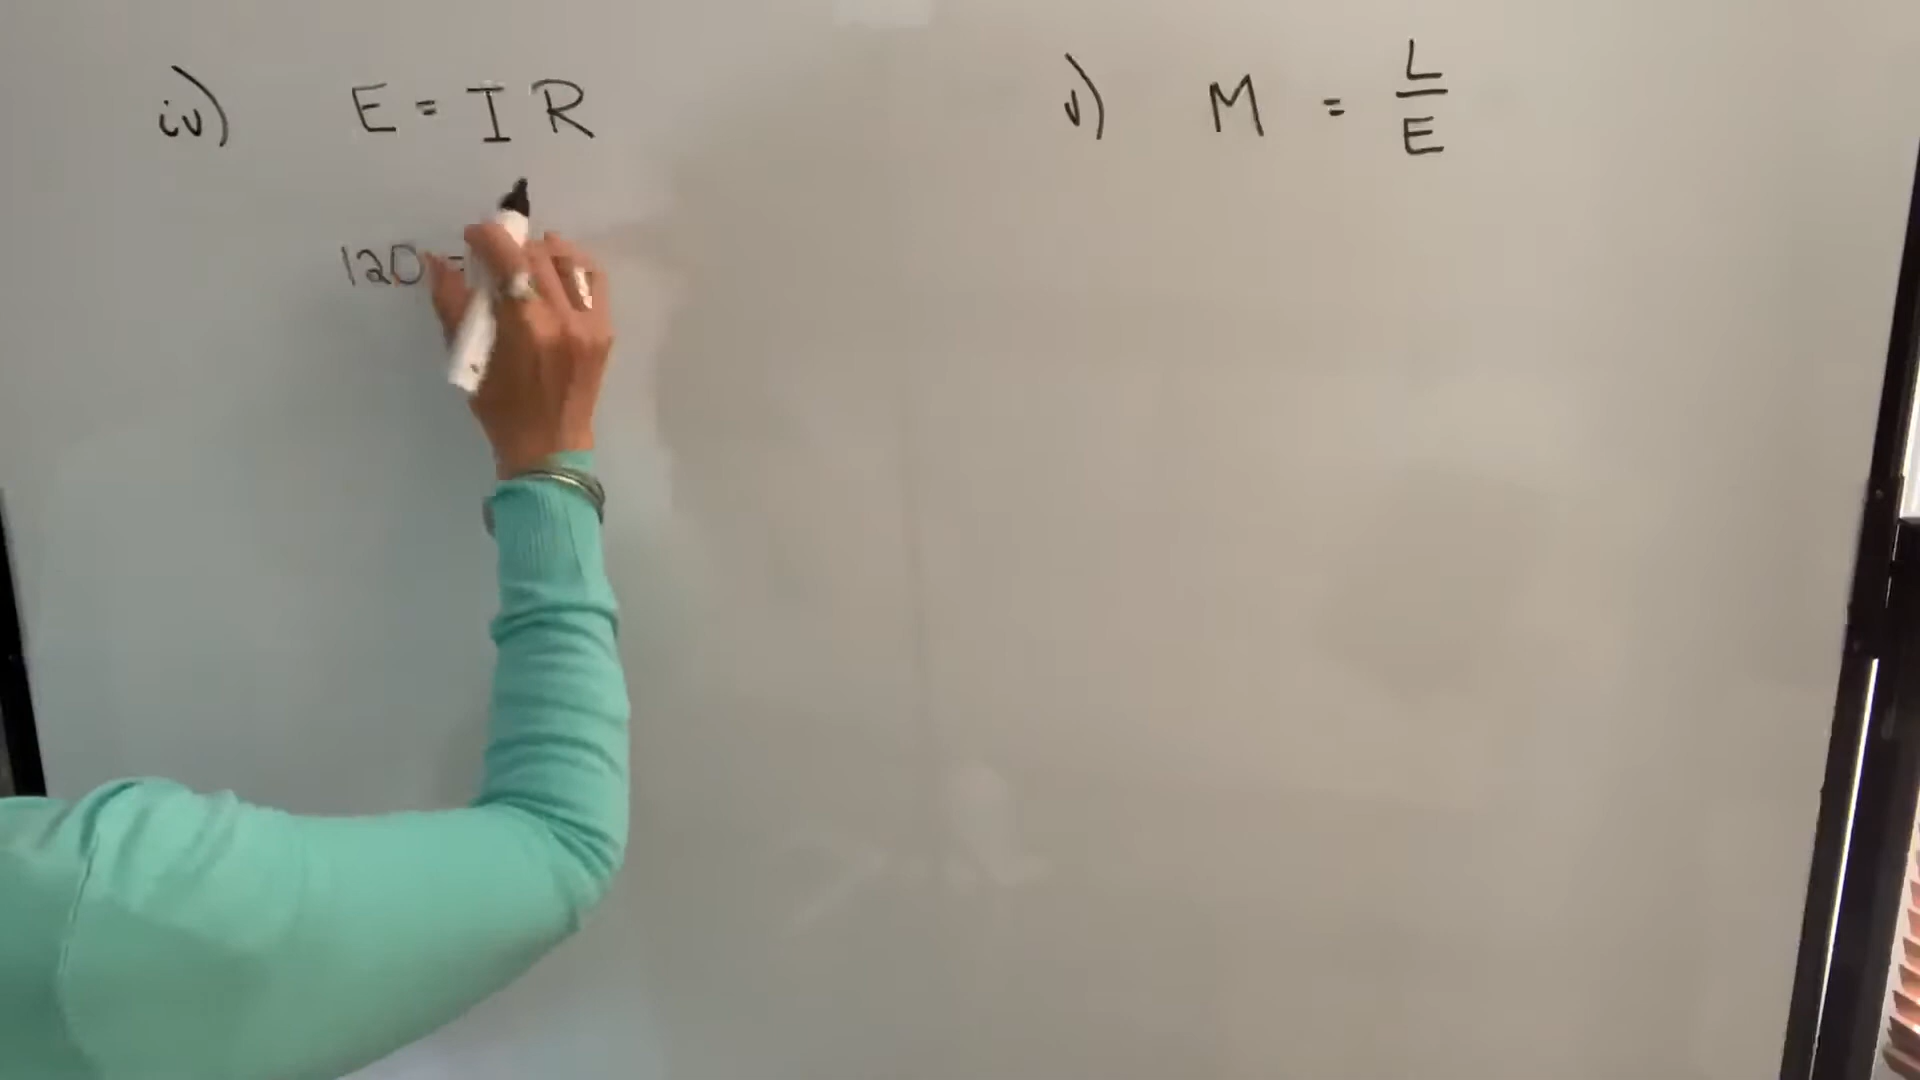 iv) E = I R
120 =
v) M = L/E